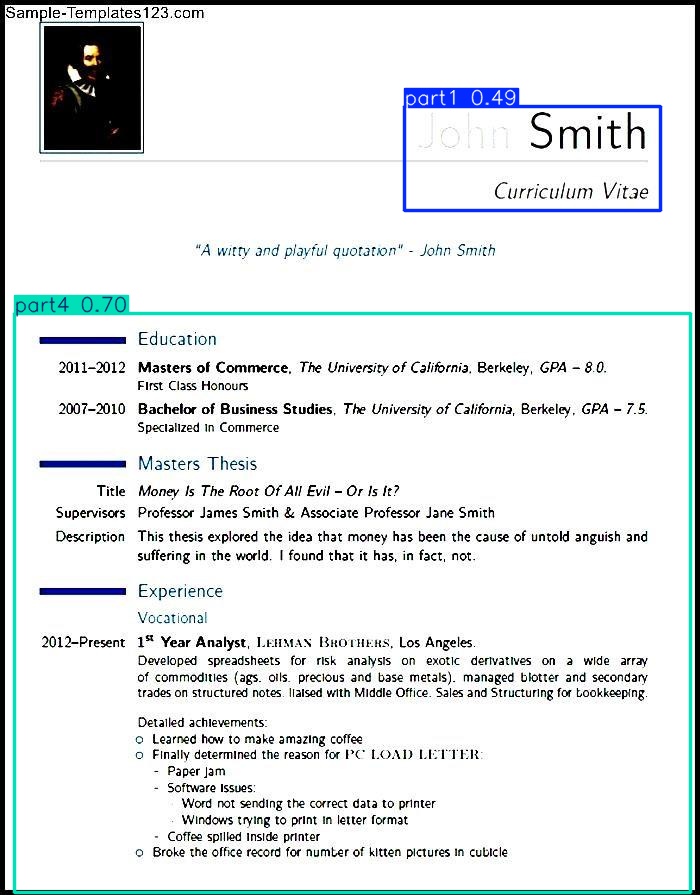 Sample-Templates123.com
part1 0.49
John Smith
Curriculum Vitae
"A witty and playful quotation" - John Smith
part4 0.70
Education
2011–2012 Masters of Commerce, The University of California, Berkeley, GPA – 8.0.
First Class Honours
2007–2010 Bachelor of Business Studies, The University of California, Berkeley, GPA – 7.5.
Specialized in Commerce
Masters Thesis
Title Money Is The Root Of All Evil – Or Is It?
Supervisors Professor James Smith & Associate Professor Jane Smith
Description This thesis explored the idea that money has been the cause of untold anguish and
suffering in the world. I found that it has, in fact, not.
Experience
Vocational
2012–Present 1st Year Analyst, LEHMAN BROTHERS, Los Angeles.
Developed spreadsheets for risk analysis on exotic derivatives on a wide array
of commodities (ags, oils, precious and base metals), managed blotter and secondary
trades on structured notes, liaised with Middle Office, Sales and Structuring for bookkeeping.
Detailed achievements:
○ Learned how to make amazing coffee
○ Finally determined the reason for PC LOAD LETTER:
- Paper jam
- Software issues:
Word not sending the correct data to printer
Windows trying to print in letter format
- Coffee spilled inside printer
○ Broke the office record for number of kitten pictures in cubicle